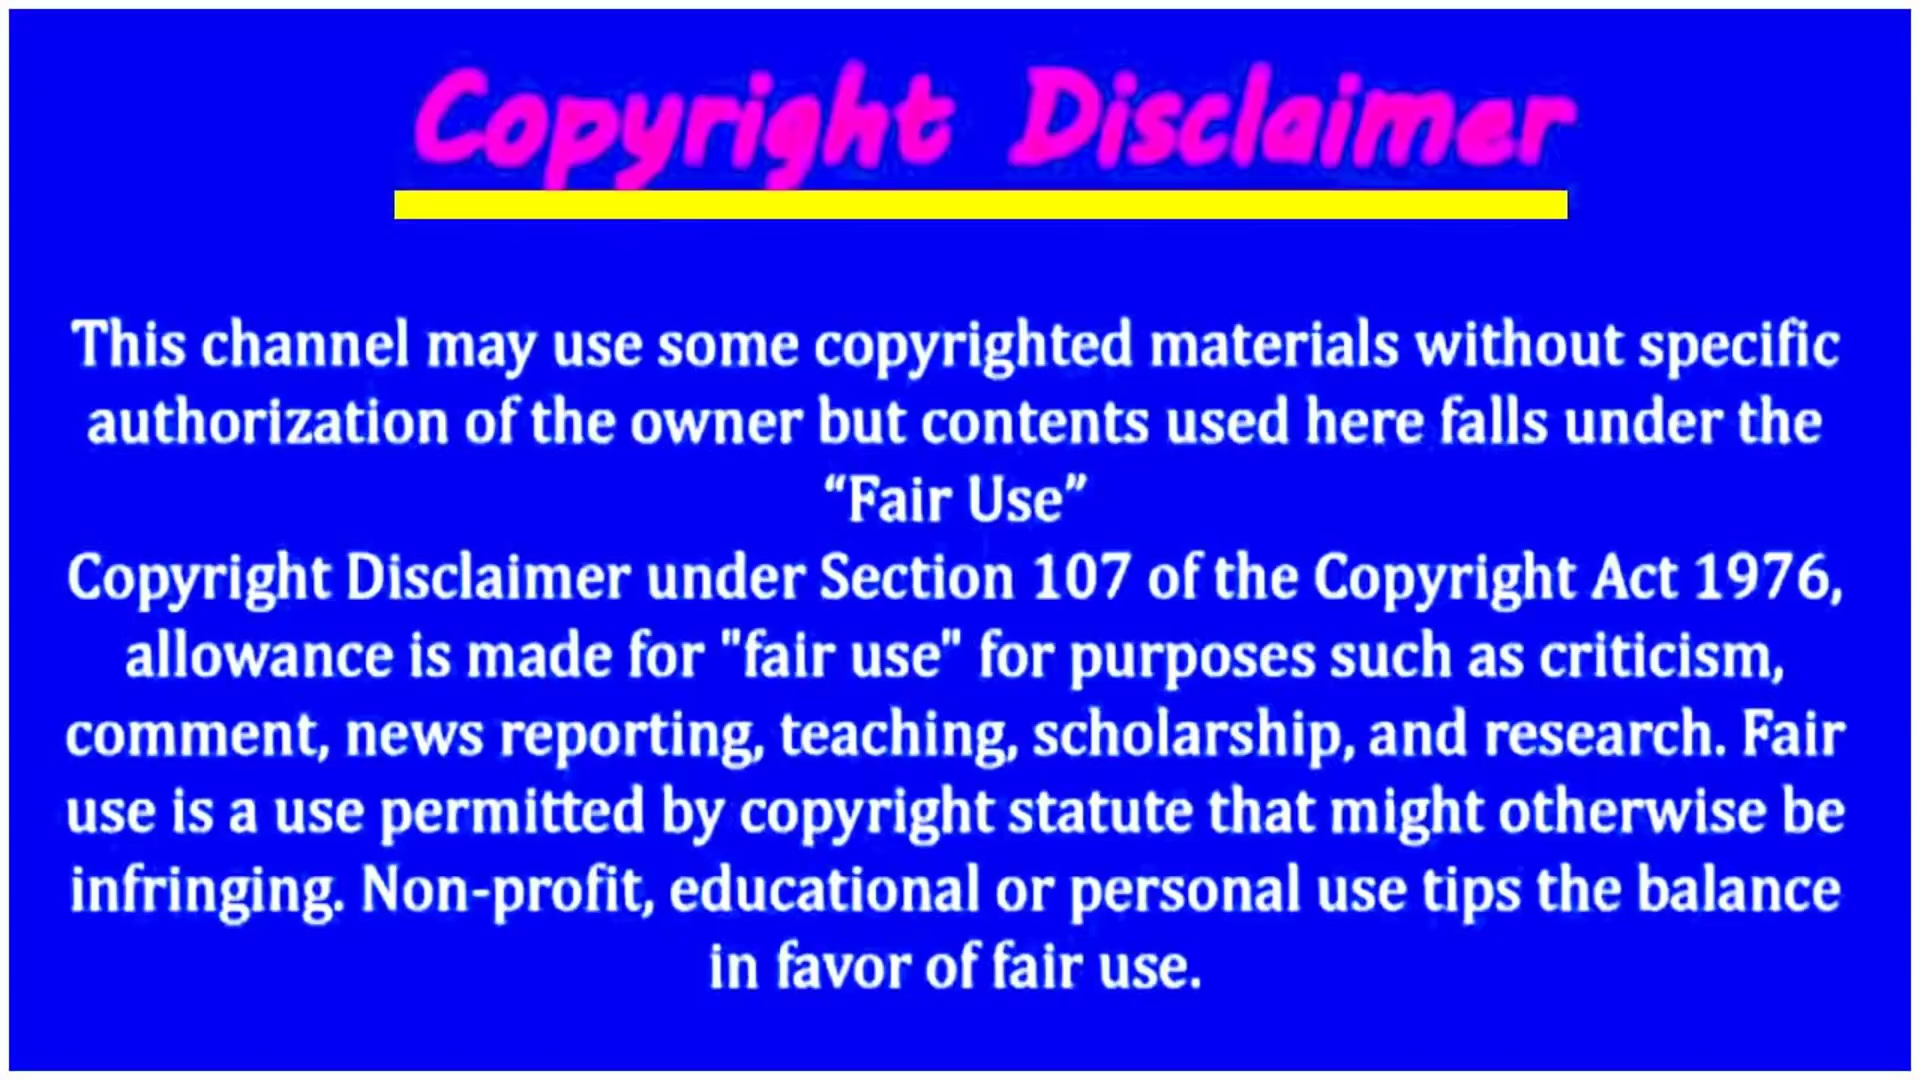 Copyright Disclaimer
This channel may use some copyrighted materials without specific
authorization of the owner but contents used here falls under the
“Fair Use”
Copyright Disclaimer under Section 107 of the Copyright Act 1976,
allowance is made for "fair use" for purposes such as criticism,
comment, news reporting, teaching, scholarship, and research. Fair
use is a use permitted by copyright statute that might otherwise be
infringing. Non-profit, educational or personal use tips the balance
in favor of fair use.